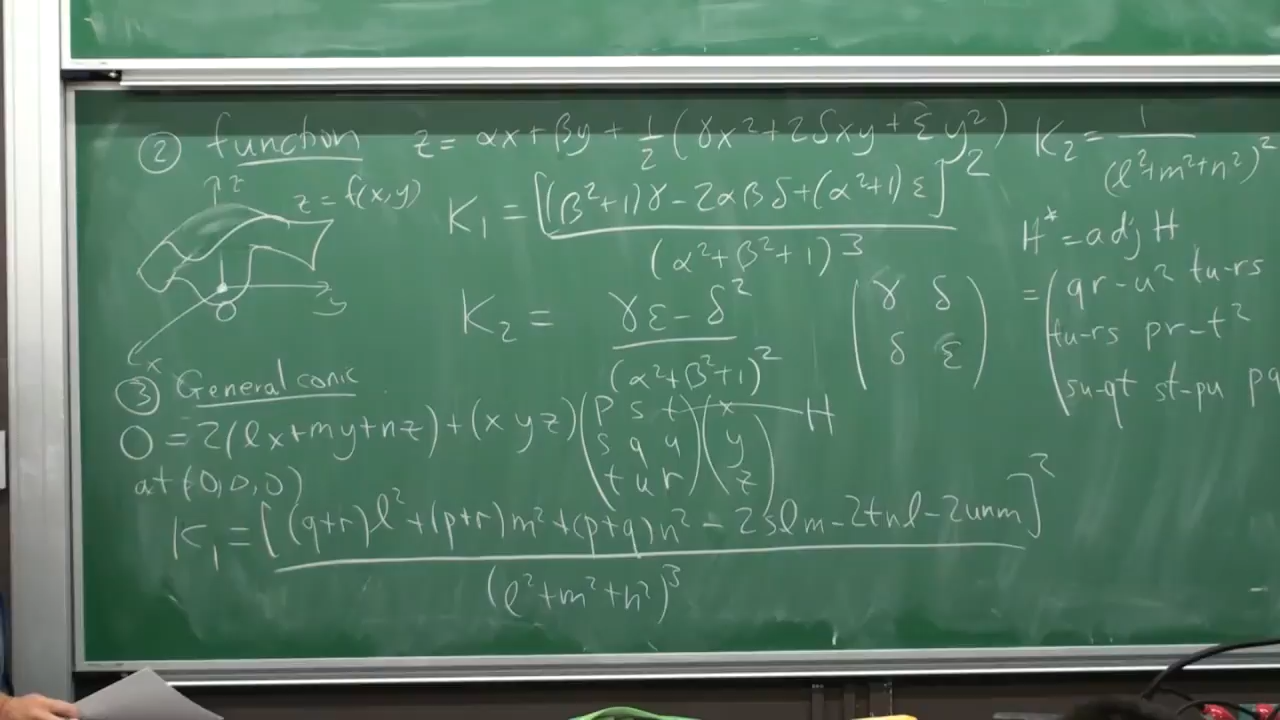 ② function z = αx + βy + 1/2 (γx² + 2δxy + εy²)
z
z = f(x,y)
y
x
O
K₁ = [(β²+1)γ - 2αβδ + (α²+1)ε]² / (α²+β²+1)³
K₂ = (γε - δ²) / (α²+β²+1)²
( γ δ
δ ε )
③ General conic
0 = 2(lx+my+nz) + (x y z) ( p s t
s q u
t u r ) ( x
y
z )
H
at (0,0,0)
K₁ = [(q+r)l² + (p+r)m² + (p+q)n² - 2slm - 2tnl - 2unm]² / (l²+m²+n²)³
K₂ = 1 / (l²+m²+n²)²
H* = adj H
= ( qr-u² tu-rs
tu-rs pr-t²
su-qt st-pu pq